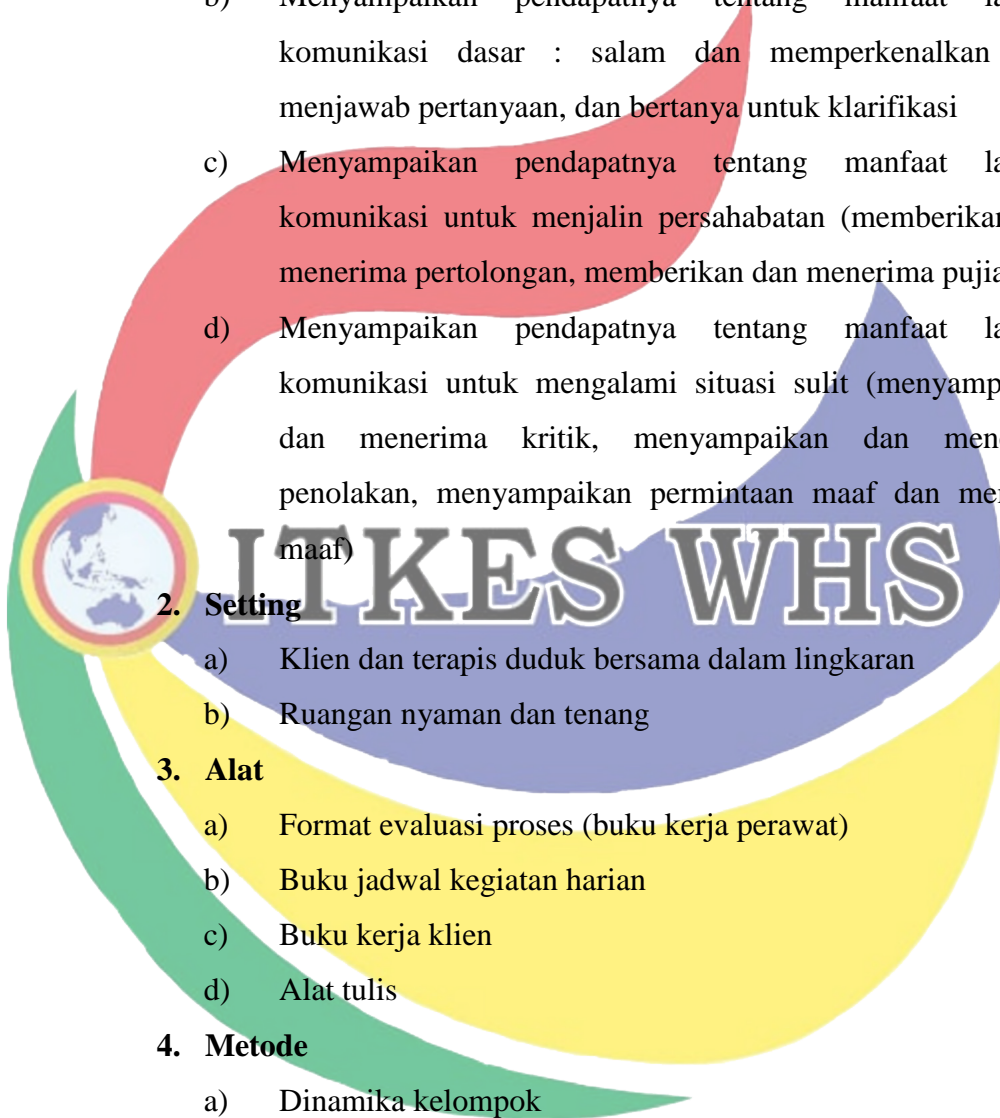 b) Menyampaikan pendapatnya tentang manfaat
komunikasi dasar : salam dan memperkenalkan
menjawab pertanyaan, dan bertanya untuk klarifikasi
c) Menyampaikan pendapatnya tentang manfaat
komunikasi untuk menjalin persahabatan (memberikan
menerima pertolongan, memberikan dan menerima
d) Menyampaikan pendapatnya tentang manfaat
komunikasi untuk mengalami situasi sulit
dan menerima kritik, menyampaikan dan
penolakan, menyampaikan permintaan maaf dan
maaf)
ITKES WHS
2. Setting
a) Klien dan terapis duduk bersama dalam lingkaran
b) Ruangan nyaman dan tenang
3. Alat
a) Format evaluasi proses (buku kerja perawat)
b) Buku jadwal kegiatan harian
c) Buku kerja klien
d) Alat tulis
4. Metode
a) Dinamika kelompok